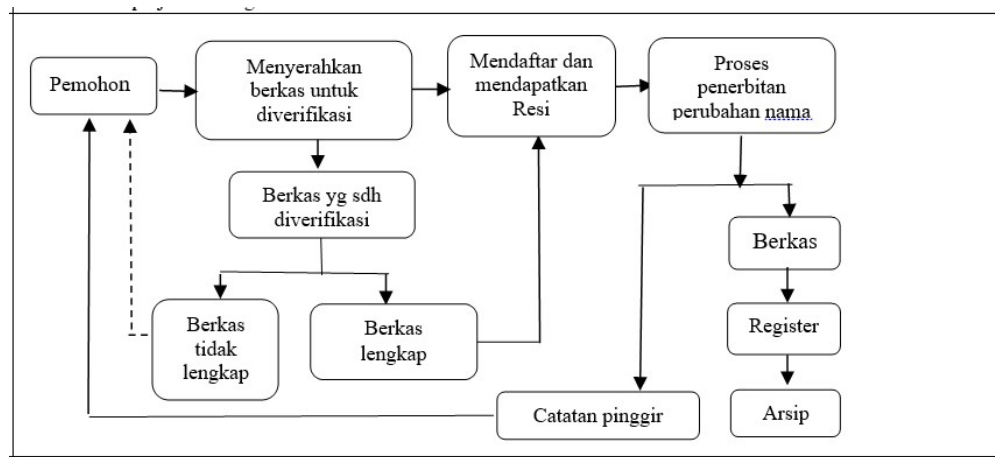 Pemohon
Menyerahkan
berkas untuk
diverifikasi
Mendaftar dan
mendapatkan
Resi
Proses
penerbitan
perubahan nama
Berkas yg sdh
diverifikasi
Berkas
Berkas
tidak
lengkap
Berkas
lengkap
Register
Catatan pinggir
Arsip